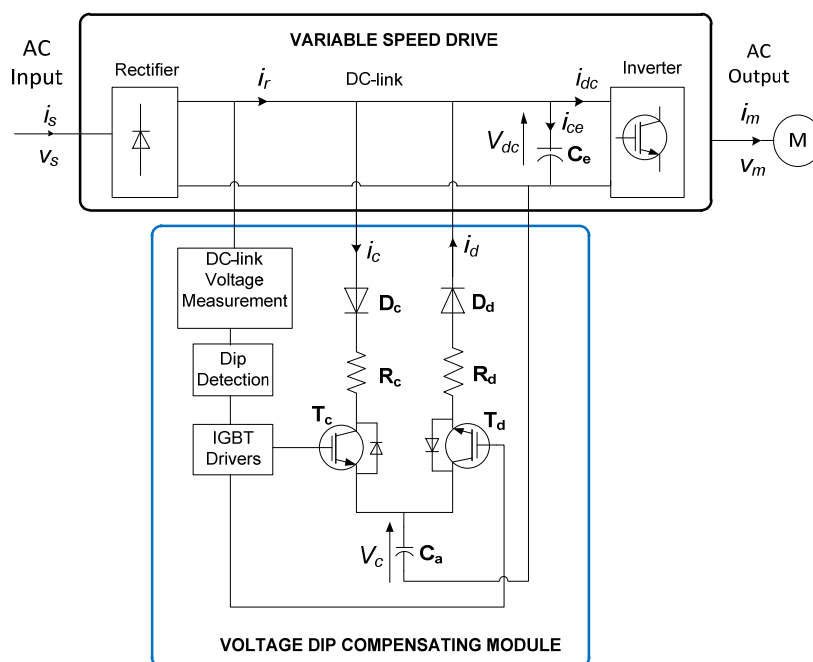 VARIABLE SPEED DRIVE
AC
Input
Rectifier
i_r
DC-link
i_dc
Inverter
AC
Output
i_s
v_s
V_dc
i_ce
C_e
i_m
v_m
M
i_c
i_d
DC-link
Voltage
Measurement
D_c
D_d
Dip
Detection
R_c
R_d
T_c
T_d
IGBT
Drivers
V_c
C_a
VOLTAGE DIP COMPENSATING MODULE